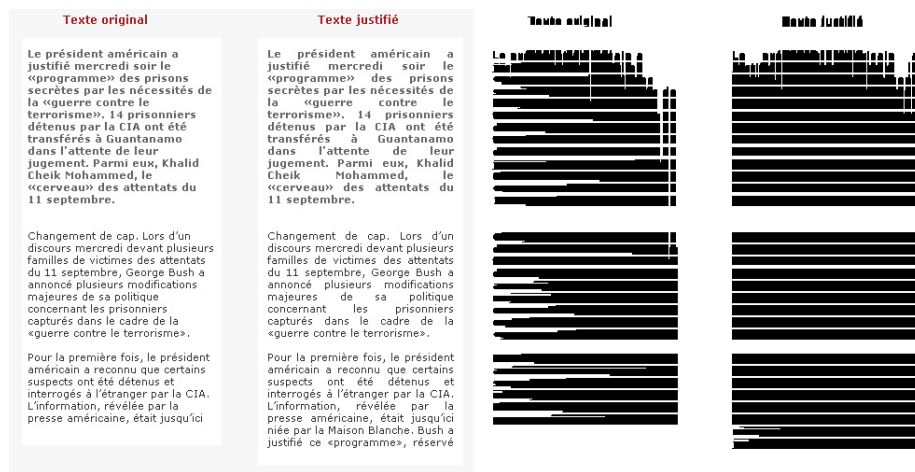 Texte original
Le président américain a
justifié mercredi soir le
«programme» des prisons
secrètes par les nécessités de
la «guerre contre le
terrorisme». 14 prisonniers
détenus par la CIA ont été
transférés à Guantanamo
dans l'attente de leur
jugement. Parmi eux, Khalid
Cheik Mohammed, le
«cerveau» des attentats du
11 septembre.
Changement de cap. Lors d'un
discours mercredi devant plusieurs
familles de victimes des attentats
du 11 septembre, George Bush a
annoncé plusieurs modifications
majeures de sa politique
concernant les prisonniers
capturés dans le cadre de la
«guerre contre le terrorisme».
Pour la première fois, le président
américain a reconnu que certains
suspects ont été détenus et
interrogés à l'étranger par la CIA.
L'information, révélée par la
presse américaine, était jusqu'ici
Texte justifié
Le président américain a
justifié mercredi soir le
«programme» des prisons
secrètes par les nécessités de
la «guerre contre le
terrorisme». 14 prisonniers
détenus par la CIA ont été
transférés à Guantanamo
dans l'attente de leur
jugement. Parmi eux, Khalid
Cheik Mohammed, le
«cerveau» des attentats du
11 septembre.
Changement de cap. Lors d'un
discours mercredi devant plusieurs
familles de victimes des attentats
du 11 septembre, George Bush a
annoncé plusieurs modifications
majeures de sa politique
concernant les prisonniers
capturés dans le cadre de la
«guerre contre le terrorisme».
Pour la première fois, le président
américain a reconnu que certains
suspects ont été détenus et
interrogés à l'étranger par la CIA.
L'information, révélée par la
presse américaine, était jusqu'ici
niée par la Maison Blanche. Bush a
justifié ce «programme», réservé
Texte original
Texte justifié